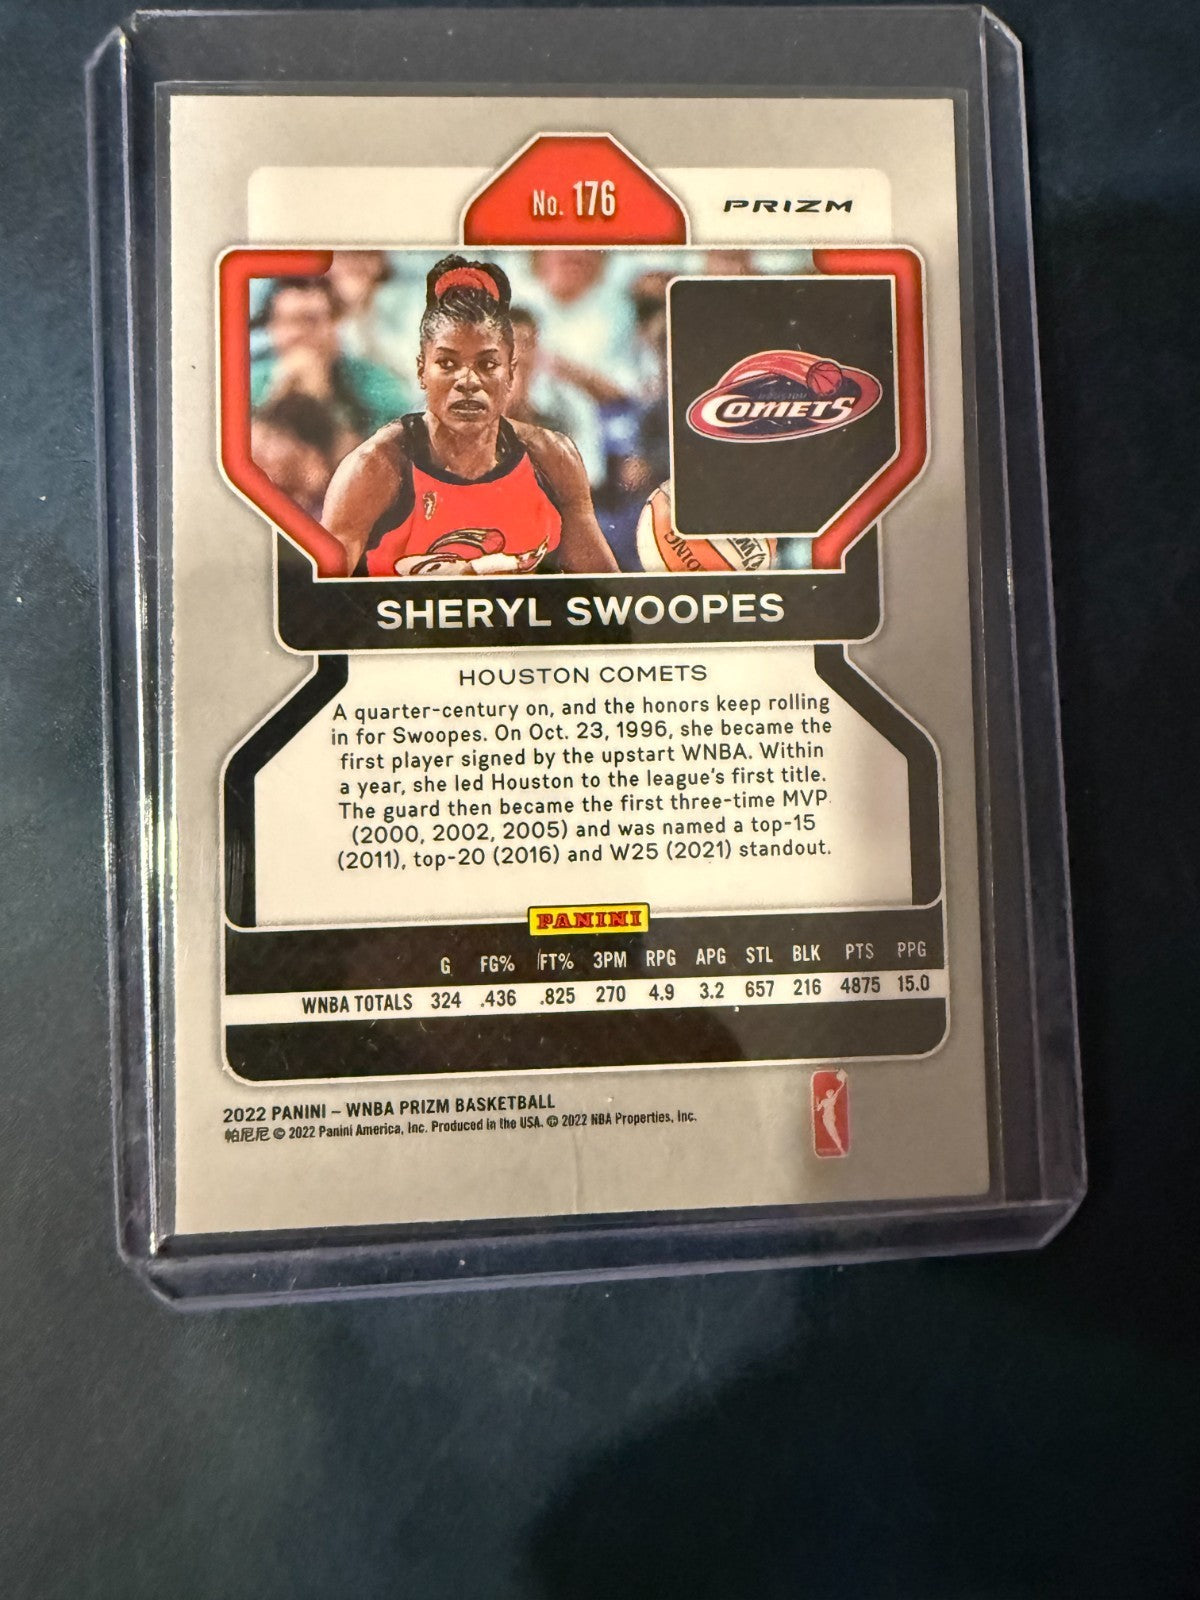 No. 176
PRIZM
HOUSTON
COMETS
DING
W
SHERYL SWOOPES
HOUSTON COMETS
A quarter-century on, and the honors keep rolling
in for Swoopes. On Oct. 23, 1996, she became the
first player signed by the upstart WNBA. Within
a year, she led Houston to the league's first title.
The guard then became the first three-time MVP
(2000, 2002, 2005) and was named a top-15
(2011), top-20 (2016) and W25 (2021) standout.
PANINI
G FG% FT% 3PM RPG APG STL BLK PTS PPG
WNBA TOTALS 324 .436 .825 270 4.9 3.2 657 216 4875 15.0
2022 PANINI – WNBA PRIZM BASKETBALL
帕尼尼 © 2022 Panini America, Inc. Produced in the USA. © 2022 NBA Properties, Inc.